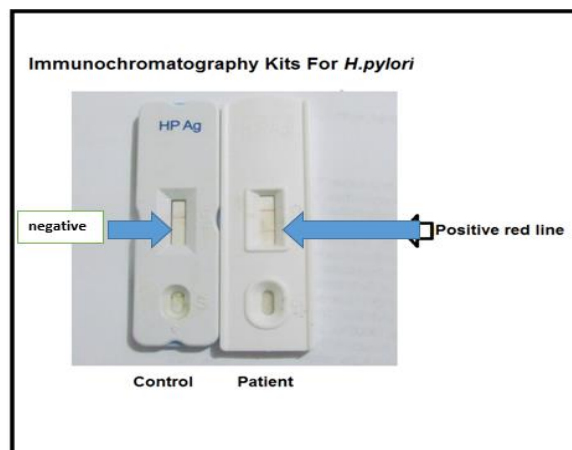 Immunochromatography Kits For H.pylori
HP Ag
negative
Positive red line
Control
Patient